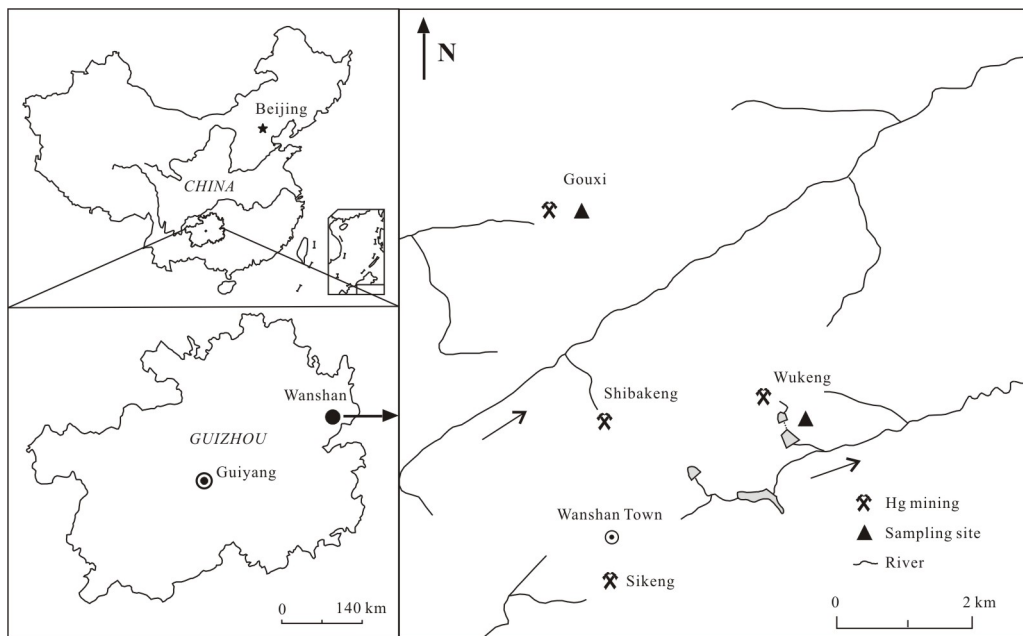 Beijing
CHINA
Wanshan
GUIZHOU
Guiyang
0 140 km
N
Gouxi
Shibakeng
Wukeng
Wanshan Town
Sikeng
Hg mining
Sampling site
River
0 2 km